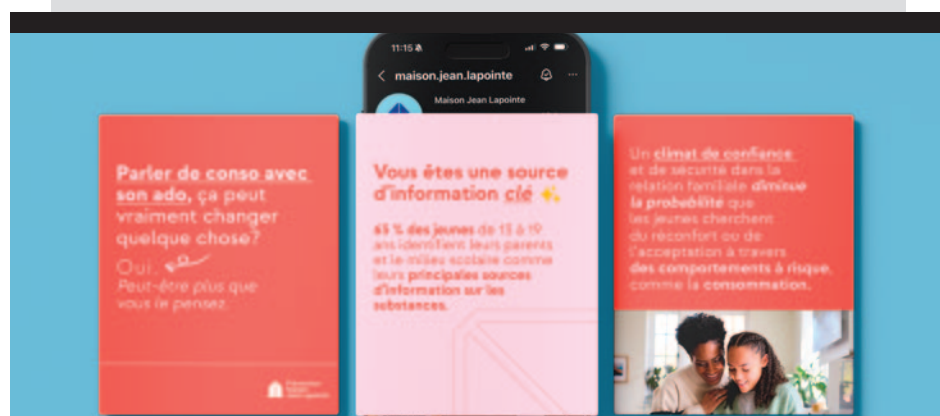 11:15
maison.jean.lapointe
Maison Jean Lapointe
Parler de conso avec
son ado, ça peut
vraiment changer
quelque chose?
Oui.
Peut-être plus que
vous le pensez.
Vous êtes une source
d'information clé
65 % des jeunes de 15 à 19
ans identifient leurs parents
et le milieu scolaire comme
leurs principales sources
d'information sur les
substances.
Un climat de confiance
et de sécurité dans la
relation familiale diminue
la probabilité que
les jeunes cherchent
du réconfort ou de
l'acceptation à travers
des comportements à risque,
comme la consommation.